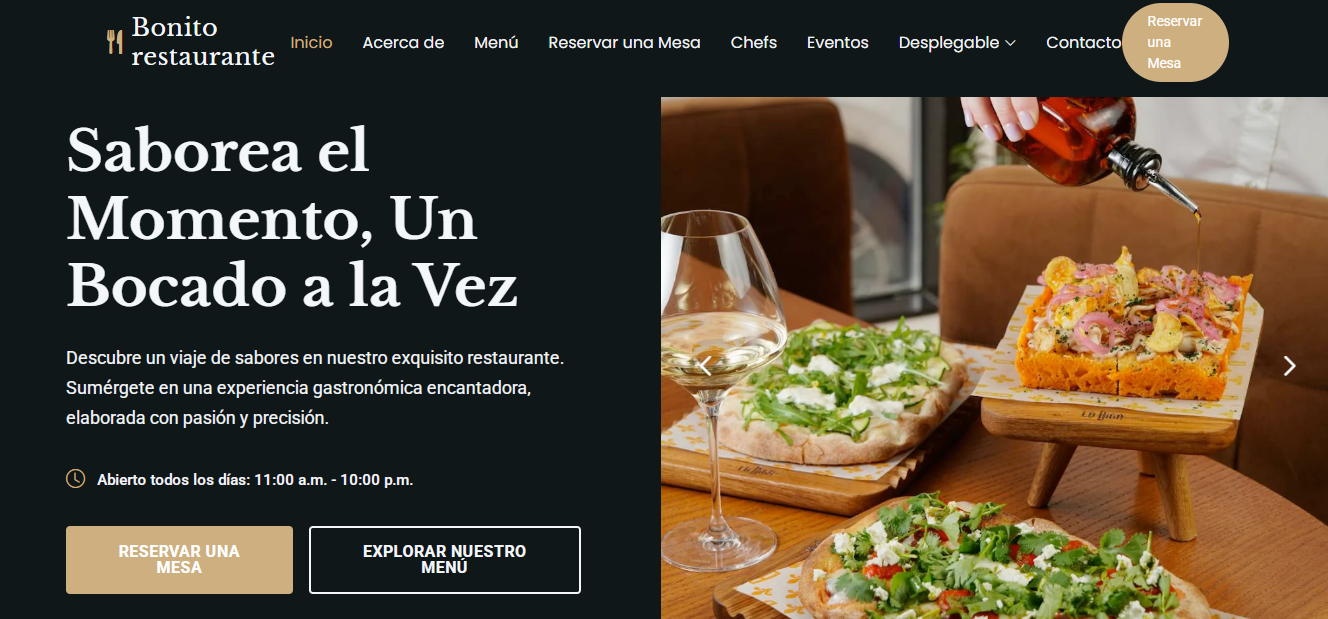 Bonito
restaurante
Inicio Acerca de Menú Reservar una Mesa Chefs Eventos Desplegable Contacto
Reservar
una
Mesa
Saborea el
Momento, Un
Bocado a la Vez
Descubre un viaje de sabores en nuestro exquisito restaurante.
Sumérgete en una experiencia gastronómica encantadora,
elaborada con pasión y precisión.
Abierto todos los días: 11:00 a.m. - 10:00 p.m.
RESERVAR UNA
MESA
EXPLORAR NUESTRO
MENÚ